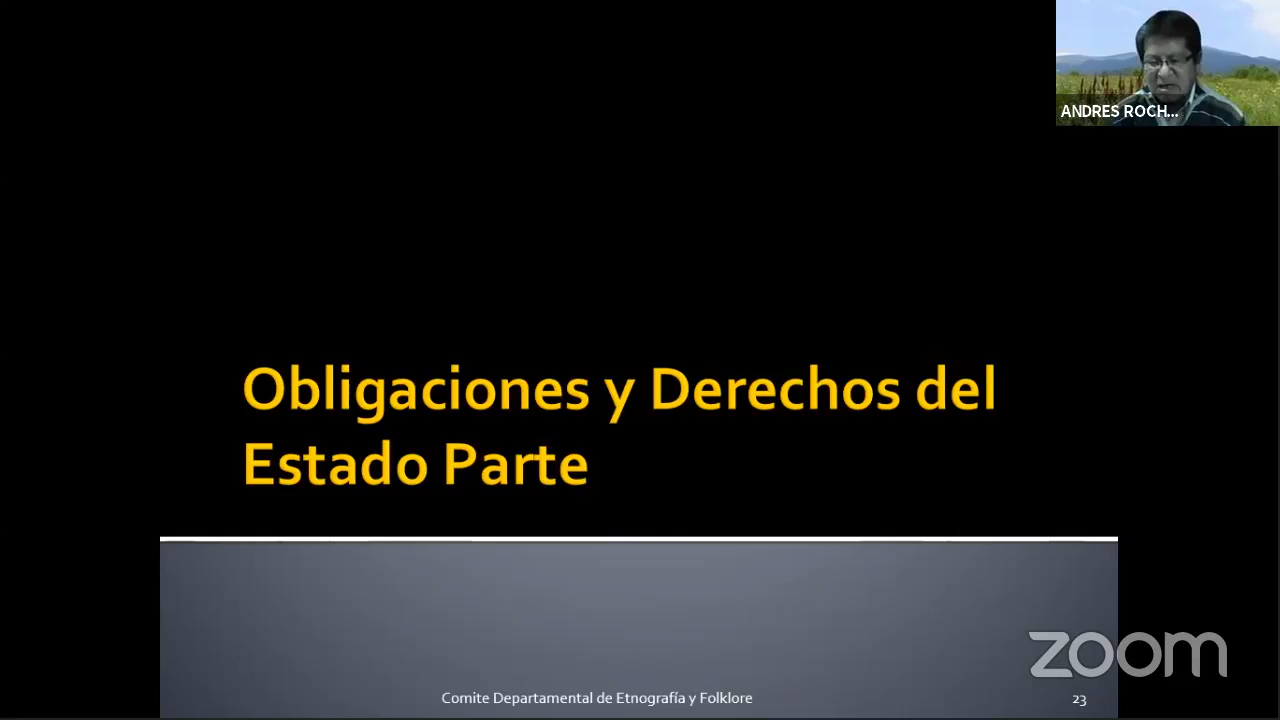 ANDRES ROCH...
Obligaciones y Derechos del
Estado Parte
zoom
Comite Departamental de Etnografía y Folklore
23